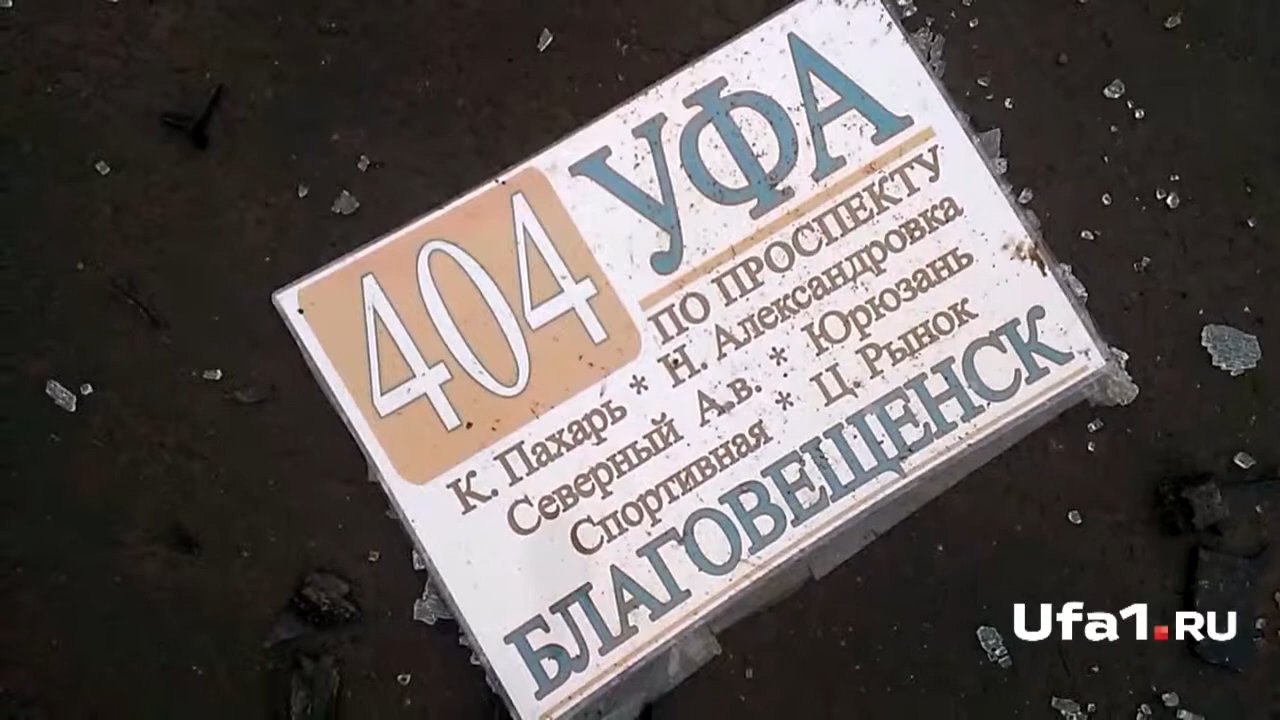 404
УФА
ПО ПРОСПЕКТУ
К. Пахарь * Н. Александровка
Северный А.в. * Юрюзань
Спортивная * Ц. Рынок
БЛАГОВЕЩЕНСК
Ufa1.RU